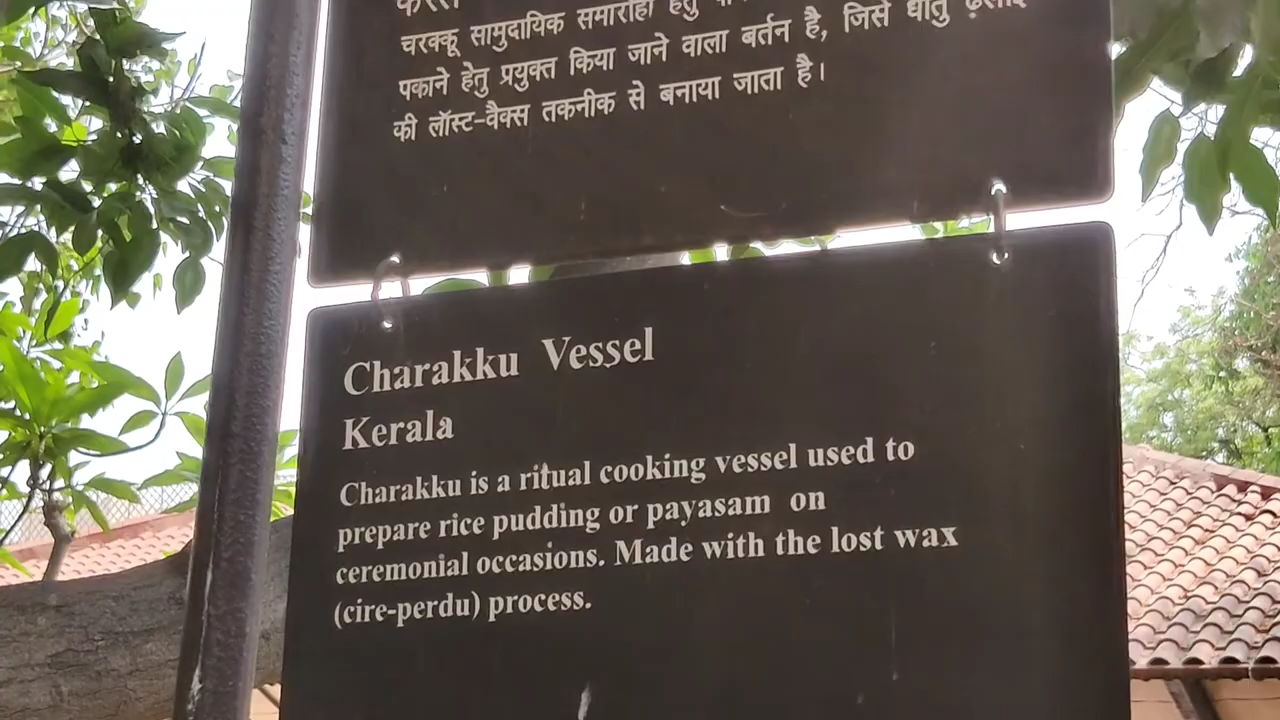 चरक्कू सामुदायिक समारोहों हेतु
पकाने हेतु प्रयुक्त किया जाने वाला बर्तन है, जिसे धातु ढ़लाई
की लॉस्ट-वैक्स तकनीक से बनाया जाता है।
Charakku Vessel
Kerala
Charakku is a ritual cooking vessel used to
prepare rice pudding or payasam on
ceremonial occasions. Made with the lost wax
(cire-perdu) process.